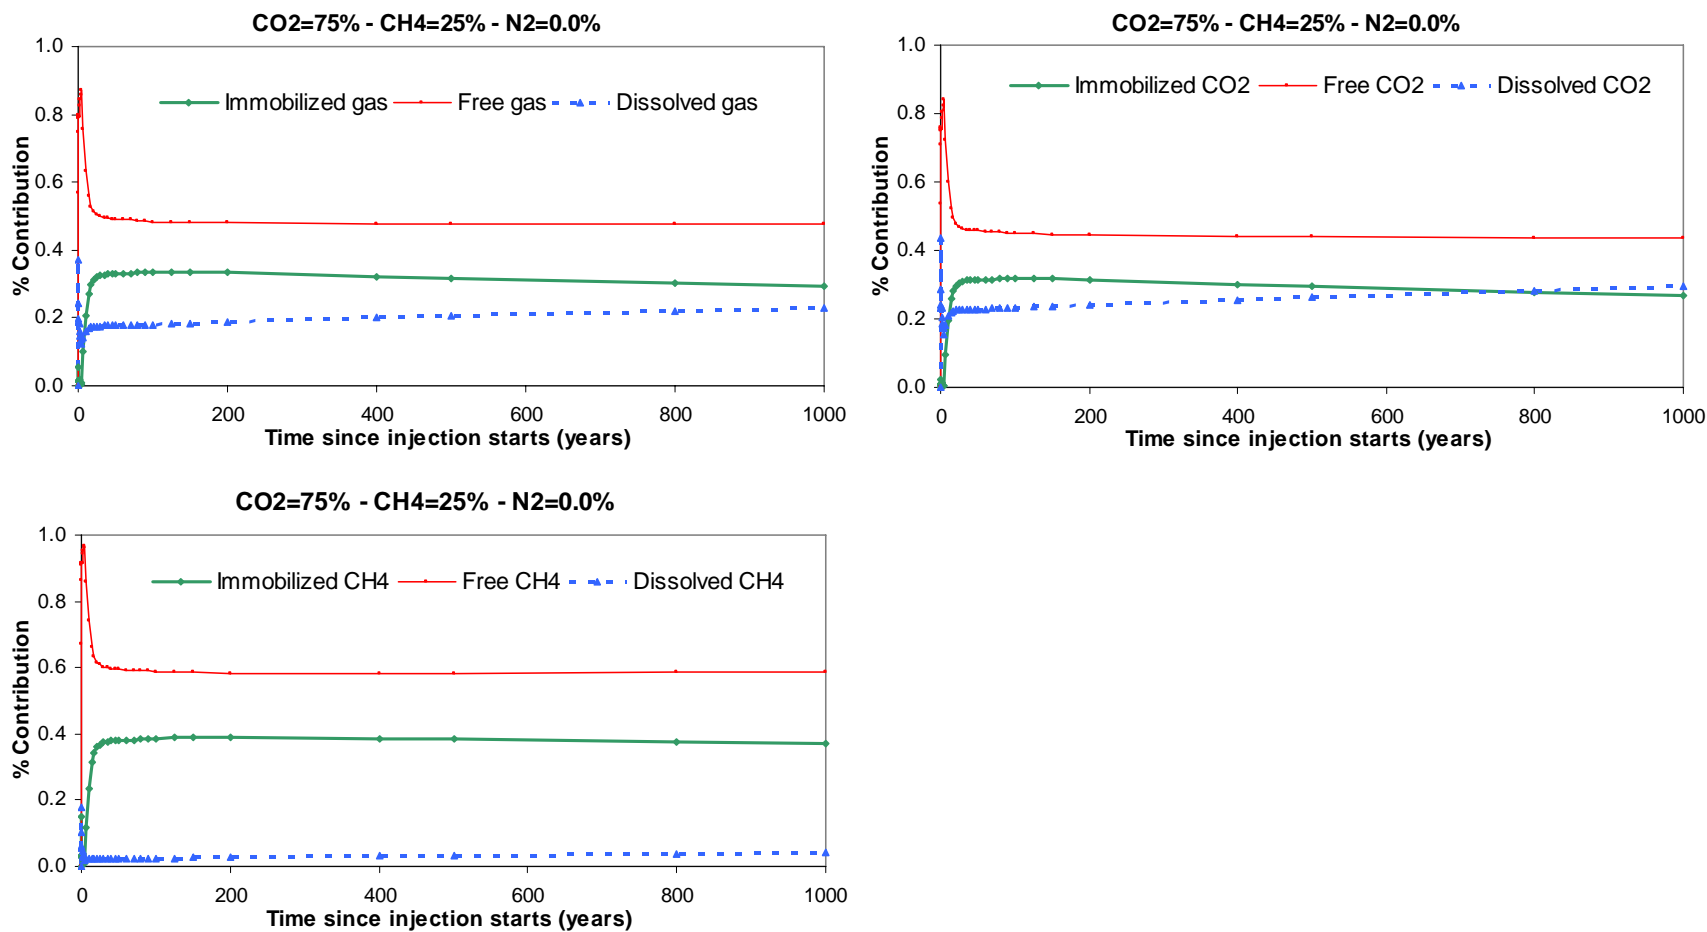 CO2=75% - CH4=25% - N2=0.0%
1.0
0.8
0.6
0.4
0.2
0.0
% Contribution
Immobilized gas Free gas Dissolved gas
0 200 400 600 800 1000
Time since injection starts (years)
CO2=75% - CH4=25% - N2=0.0%
1.0
0.8
0.6
0.4
0.2
0.0
% Contribution
Immobilized CO2 Free CO2 Dissolved CO2
0 200 400 600 800 1000
Time since injection starts (years)
CO2=75% - CH4=25% - N2=0.0%
1.0
0.8
0.6
0.4
0.2
0.0
% Contribution
Immobilized CH4 Free CH4 Dissolved CH4
0 200 400 600 800 1000
Time since injection starts (years)